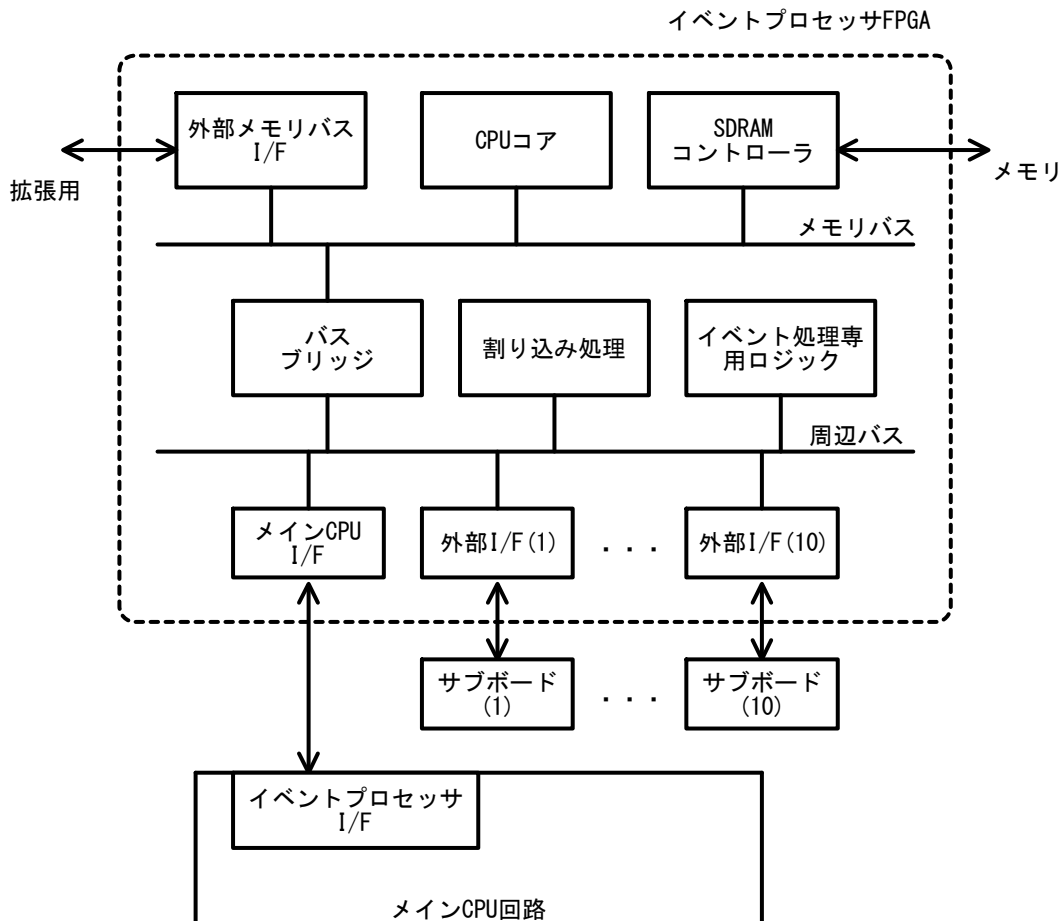 イベントプロセッサFPGA
外部メモリバス
I/F
CPUコア
SDRAM
コントローラ
拡張用
メモリ
メモリバス
バス
ブリッジ
割り込み処理
イベント処理専
用ロジック
周辺バス
メインCPU
I/F
外部I/F(1)
...
外部I/F(10)
サブボード
(1)
...
サブボード
(10)
イベントプロセッサ
I/F
メインCPU回路